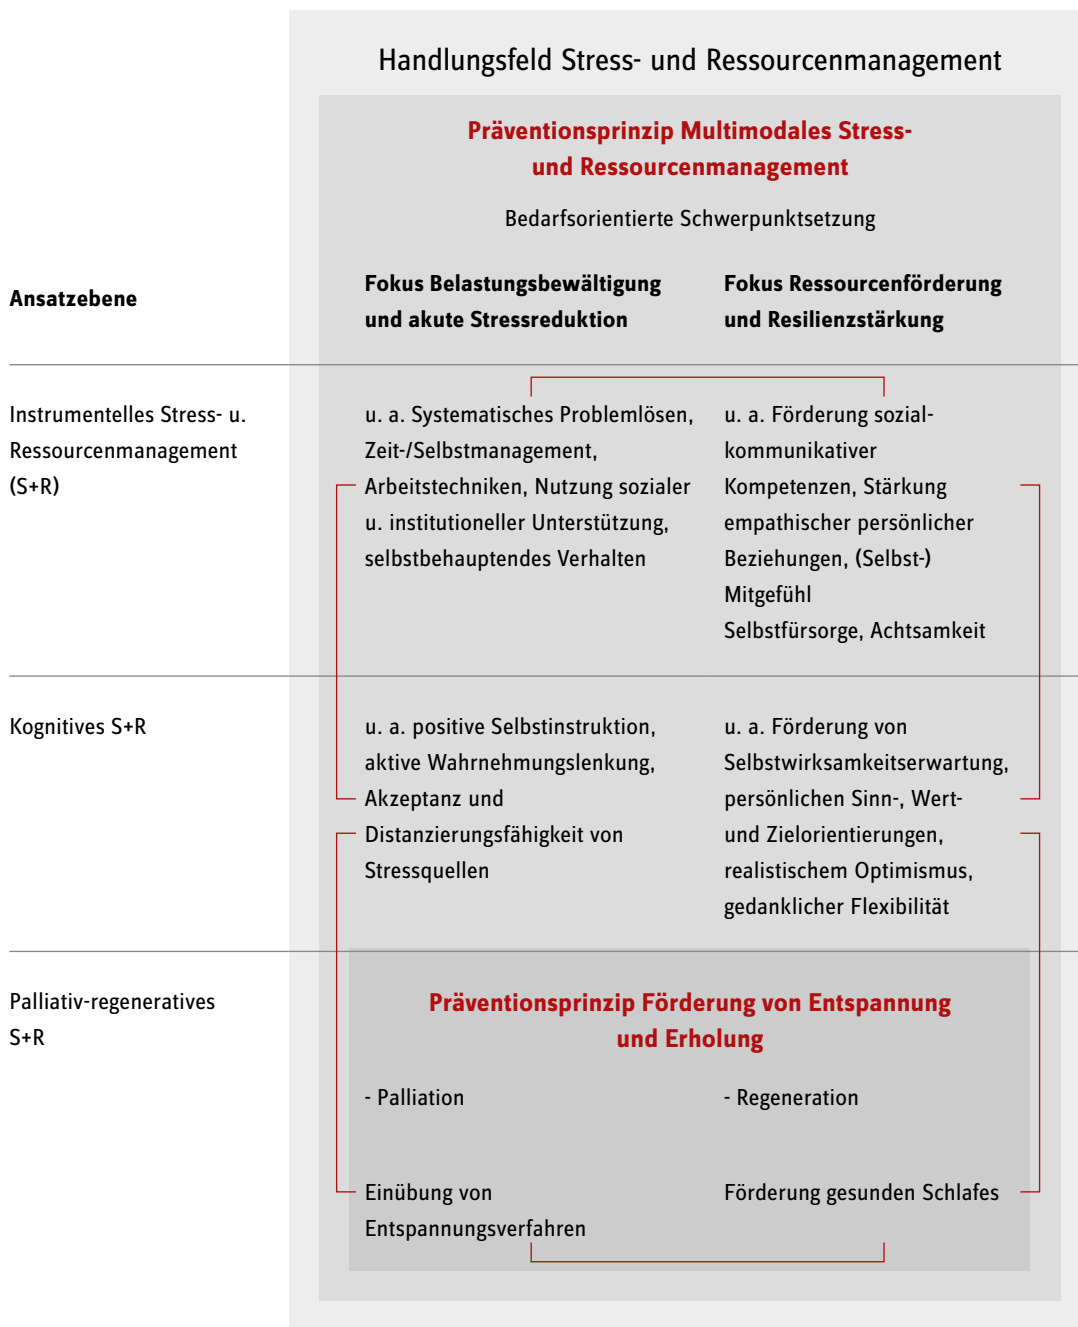 Handlungsfeld Stress- und Ressourcenmanagement
Präventionsprinzip Multimodales Stress-
und Ressourcenmanagement
Bedarfsorientierte Schwerpunktsetzung
Ansatzebene
Fokus Belastungsbewältigung
und akute Stressreduktion
Fokus Ressourcenförderung
und Resilienzstärkung
Instrumentelles Stress- u.
Ressourcenmanagement
(S+R)
u. a. Systematisches Problemlösen,
Zeit-/Selbstmanagement,
Arbeitstechniken, Nutzung sozialer
u. institutioneller Unterstützung,
selbstbehauptendes Verhalten
u. a. Förderung sozial-
kommunikativer
Kompetenzen, Stärkung
empathischer persönlicher
Beziehungen, (Selbst-)
Mitgefühl
Selbstfürsorge, Achtsamkeit
Kognitives S+R
u. a. positive Selbstinstruktion,
aktive Wahrnehmungslenkung,
Akzeptanz und
Distanzierungsfähigkeit von
Stressquellen
u. a. Förderung von
Selbstwirksamkeitserwartung,
persönlichen Sinn-, Wert-
und Zielorientierungen,
realistischem Optimismus,
gedanklicher Flexibilität
Palliativ-regeneratives
S+R
Präventionsprinzip Förderung von Entspannung
und Erholung
- Palliation
- Regeneration
Einübung von
Entspannungsverfahren
Förderung gesunden Schlafes